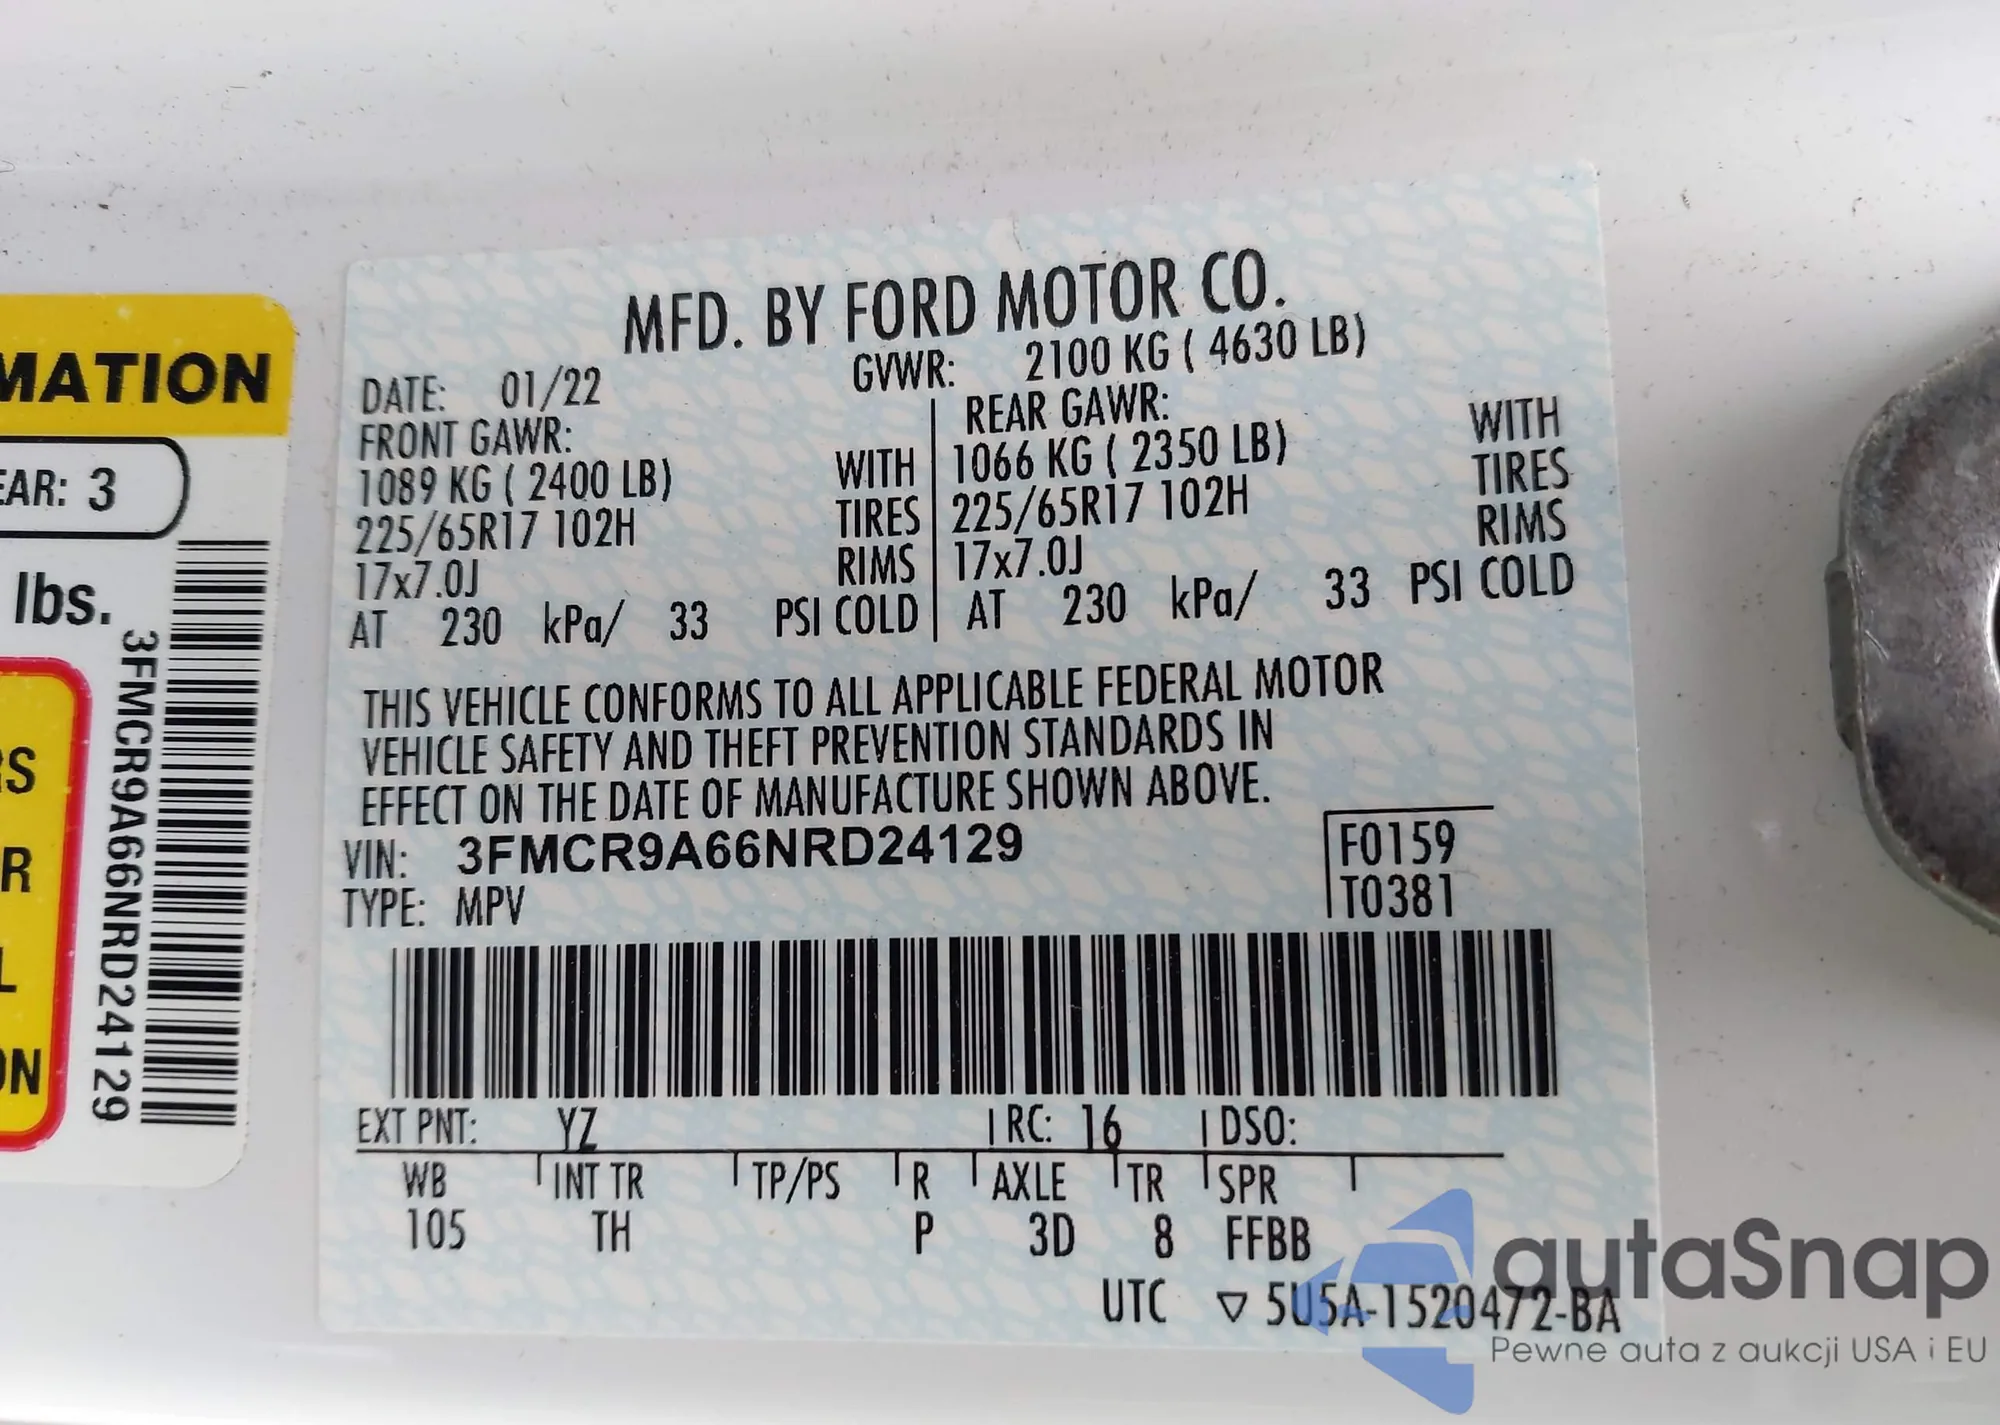 MATION
EAR: 3
lbs.
RS
R
L
ON
3FMCR9A66NRD24129
MFD. BY FORD MOTOR CO.
DATE: 01/22 GVWR: 2100 KG ( 4630 LB)
FRONT GAWR: REAR GAWR:
1089 KG ( 2400 LB) WITH 1066 KG ( 2350 LB) WITH
225/65R17 102H TIRES 225/65R17 102H TIRES
17x7.0J RIMS 17x7.0J RIMS
AT 230 kPa/ 33 PSI COLD AT 230 kPa/ 33 PSI COLD
THIS VEHICLE CONFORMS TO ALL APPLICABLE FEDERAL MOTOR
VEHICLE SAFETY AND THEFT PREVENTION STANDARDS IN
EFFECT ON THE DATE OF MANUFACTURE SHOWN ABOVE.
VIN: 3FMCR9A66NRD24129 F0159
TYPE: MPV T0381
EXT PNT: YZ RC: 16 DSO:
WB INT TR TP/PS R AXLE TR SPR
105 TH P 3D 8 FFBB
UTC ▽ 5U5A-1520472-BA
autaSnap
Pewne auta z aukcji USA i EU